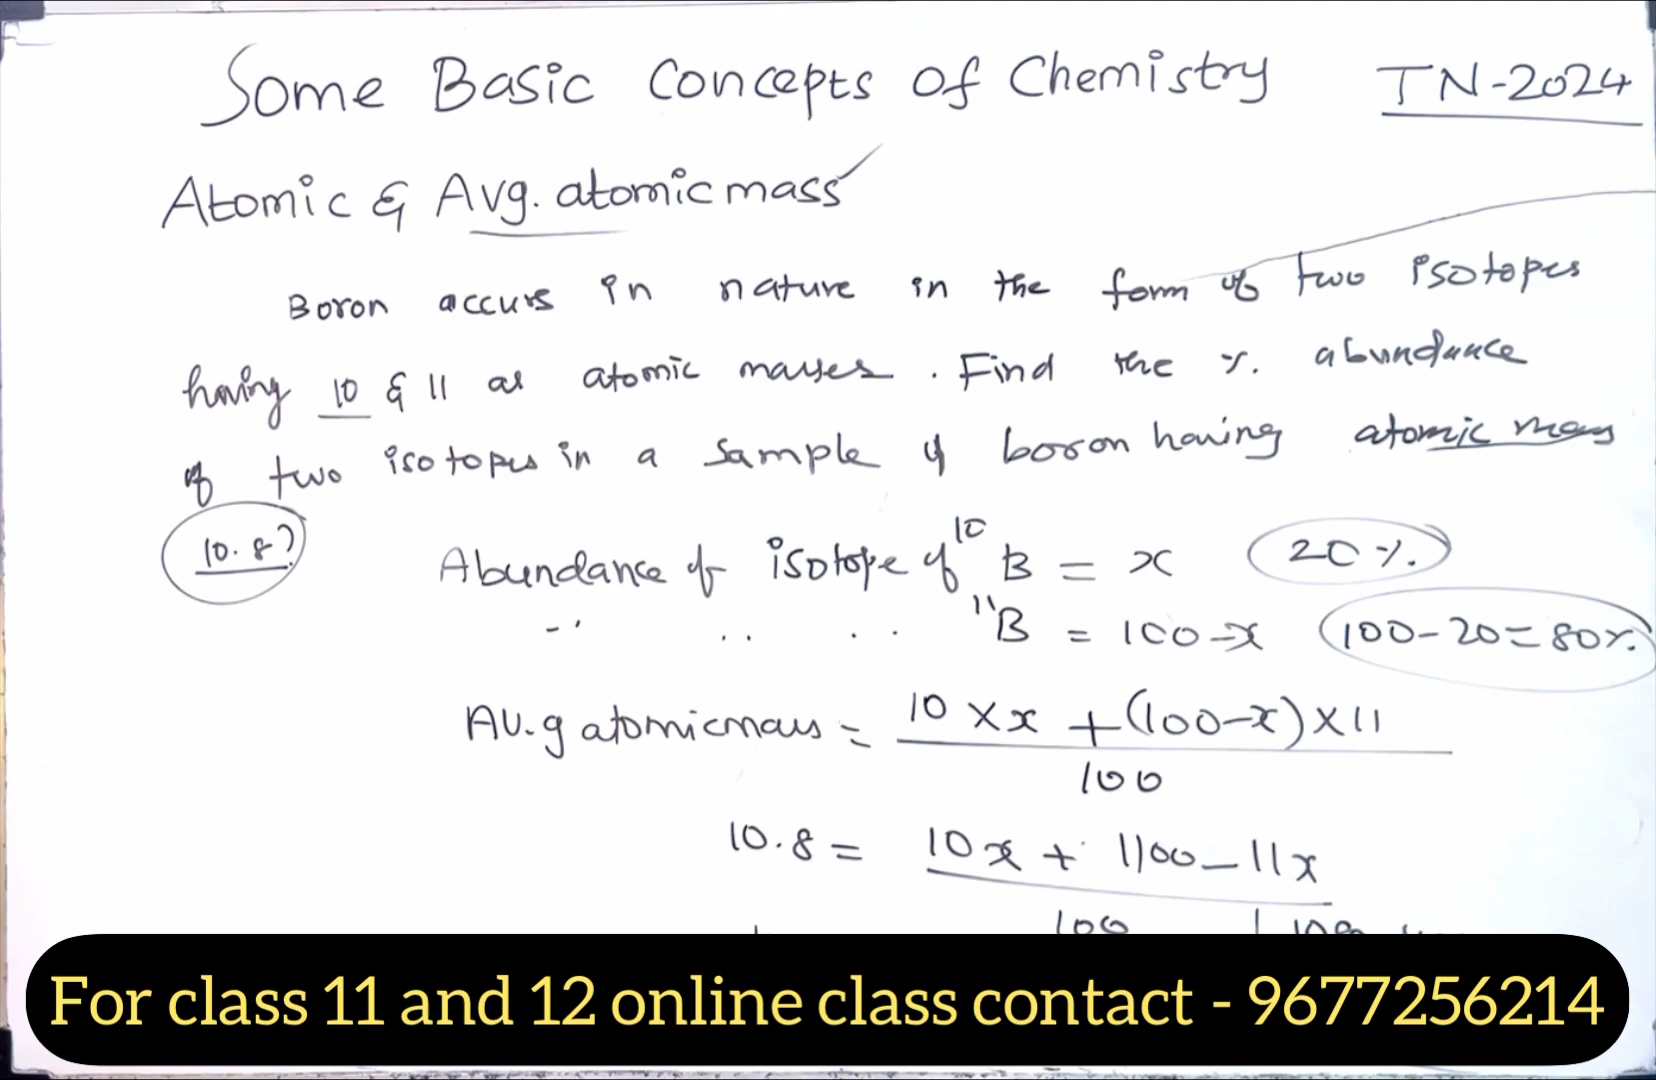 Some Basic Concepts of Chemistry TN-2024
Atomic & Avg. atomic mass
Boron accurs in nature in the form of two isotopes
having 10 & 11 as atomic masses. Find the %. abundance
of two isotopes in a sample of boron having atomic mass
10.8?
Abundance of isotope of ¹⁰B = x 20%.
-" .. .. ¹¹B = 100-x 100-20=80%.
AV.g atomic mass = 10 × x + (100-x) × 11
100
10.8 = 10x + 1100-11x
100
For class 11 and 12 online class contact - 9677256214